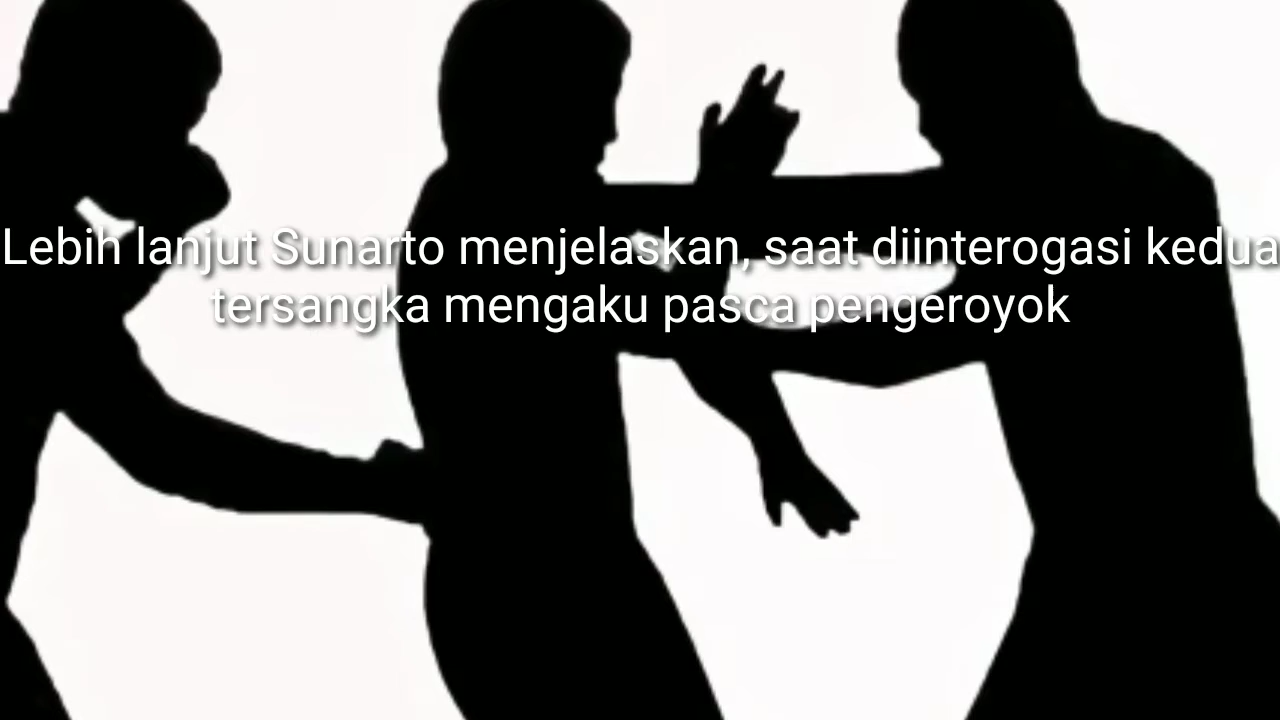 Lebih lanjut Sunarto menjelaskan, saat diinterogasi kedua
tersangka mengaku pasca pengeroyok